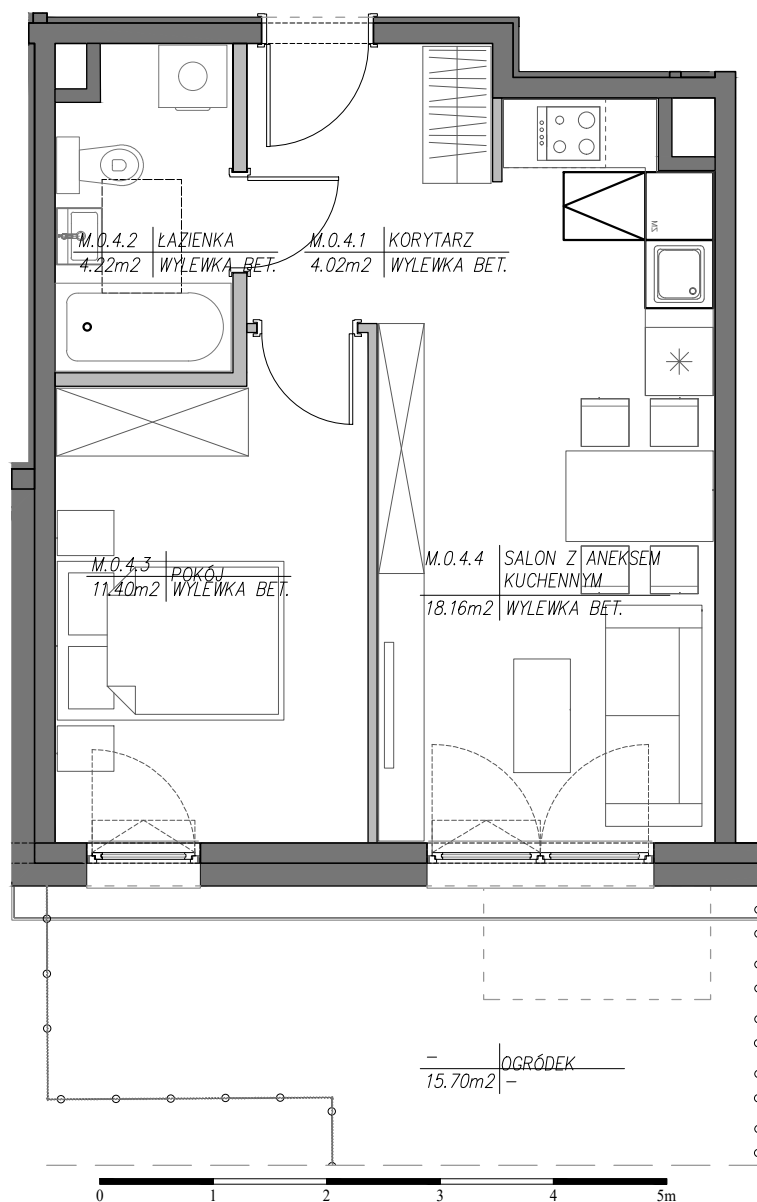 M.0.4.2 ŁAZIENKA
4.22m2 WYLEWKA BET.
M.0.4.1 KORYTARZ
4.02m2 WYLEWKA BET.
MZ
M.0.4.3 POKÓJ
11.40m2 WYLEWKA BET.
M.0.4.4 SALON Z ANEKSEM
KUCHENNYM
18.16m2 WYLEWKA BET.
– OGRÓDEK
15.70m2 –
0 1 2 3 4 5m